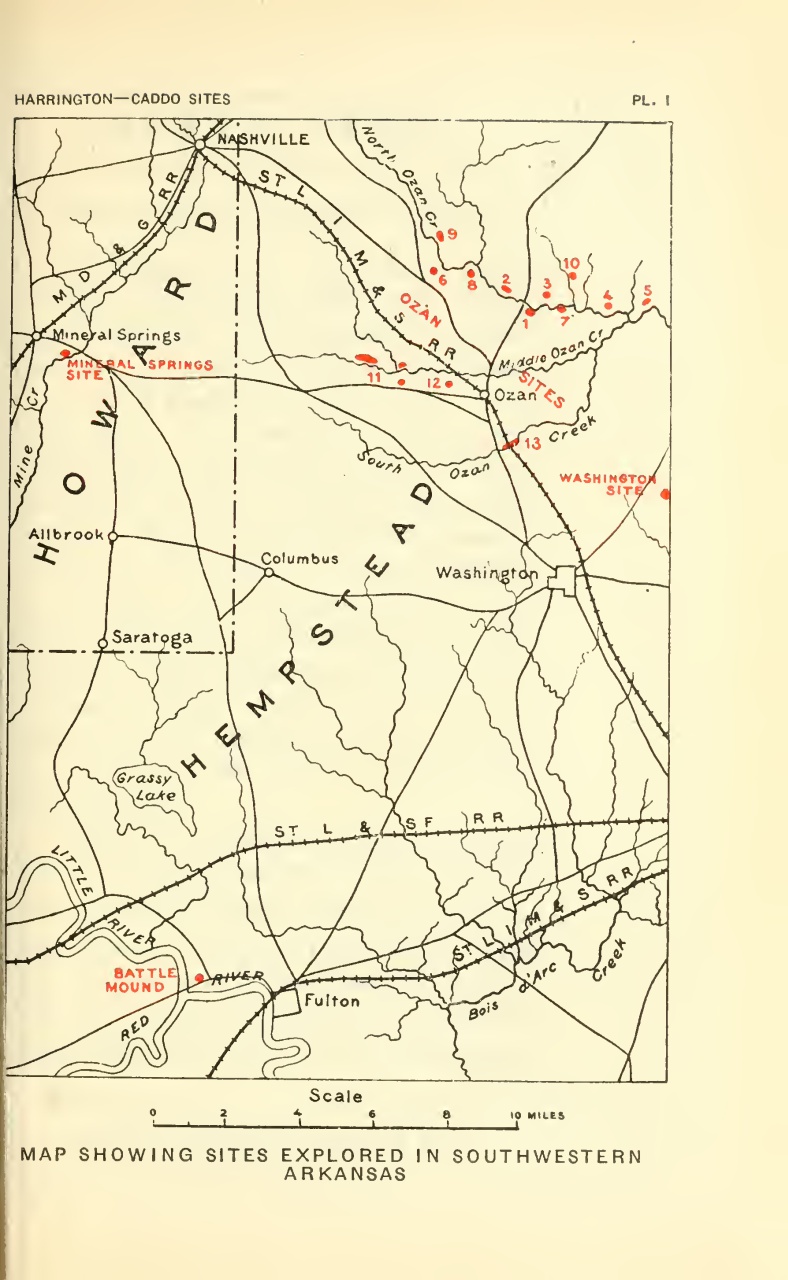 HARRINGTON—CADDO SITES
PL. I
NASHVILLE
North Ozan Cr
ST L I M & S RR
M D & G RR
9
6
8
2
3
10
4
5
1
7
OZAN SITES
Mineral Springs
MINERAL SPRINGS
SITE
Middle Ozan Cr
11
12
Ozan
13
South Ozan Creek
Mine Cr
HOWARD
WASHINGTON
SITE
Allbrook
Columbus
Washington
HEMPSTEAD
Saratoga
Grassy
Lake
ST L & SF RR
LITTLE RIVER
ST L I M & S RR
BATTLE
MOUND
RED RIVER
Fulton
Bois d'Arc Creek
Scale
0 2 4 6 8 10 MILES
MAP SHOWING SITES EXPLORED IN SOUTHWESTERN
ARKANSAS